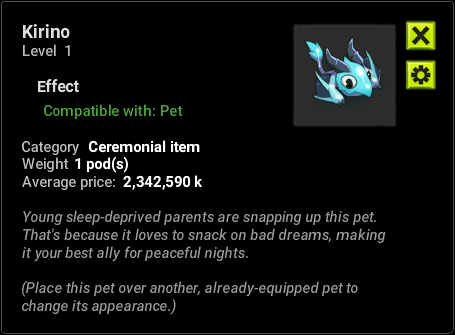 Kirino
Level 1
Effect
Compatible with: Pet
Category Ceremonial item
Weight 1 pod(s)
Average price: 2,342,590 k
Young sleep-deprived parents are snapping up this pet.
That's because it loves to snack on bad dreams, making
it your best ally for peaceful nights.
(Place this pet over another, already-equipped pet to
change its appearance.)